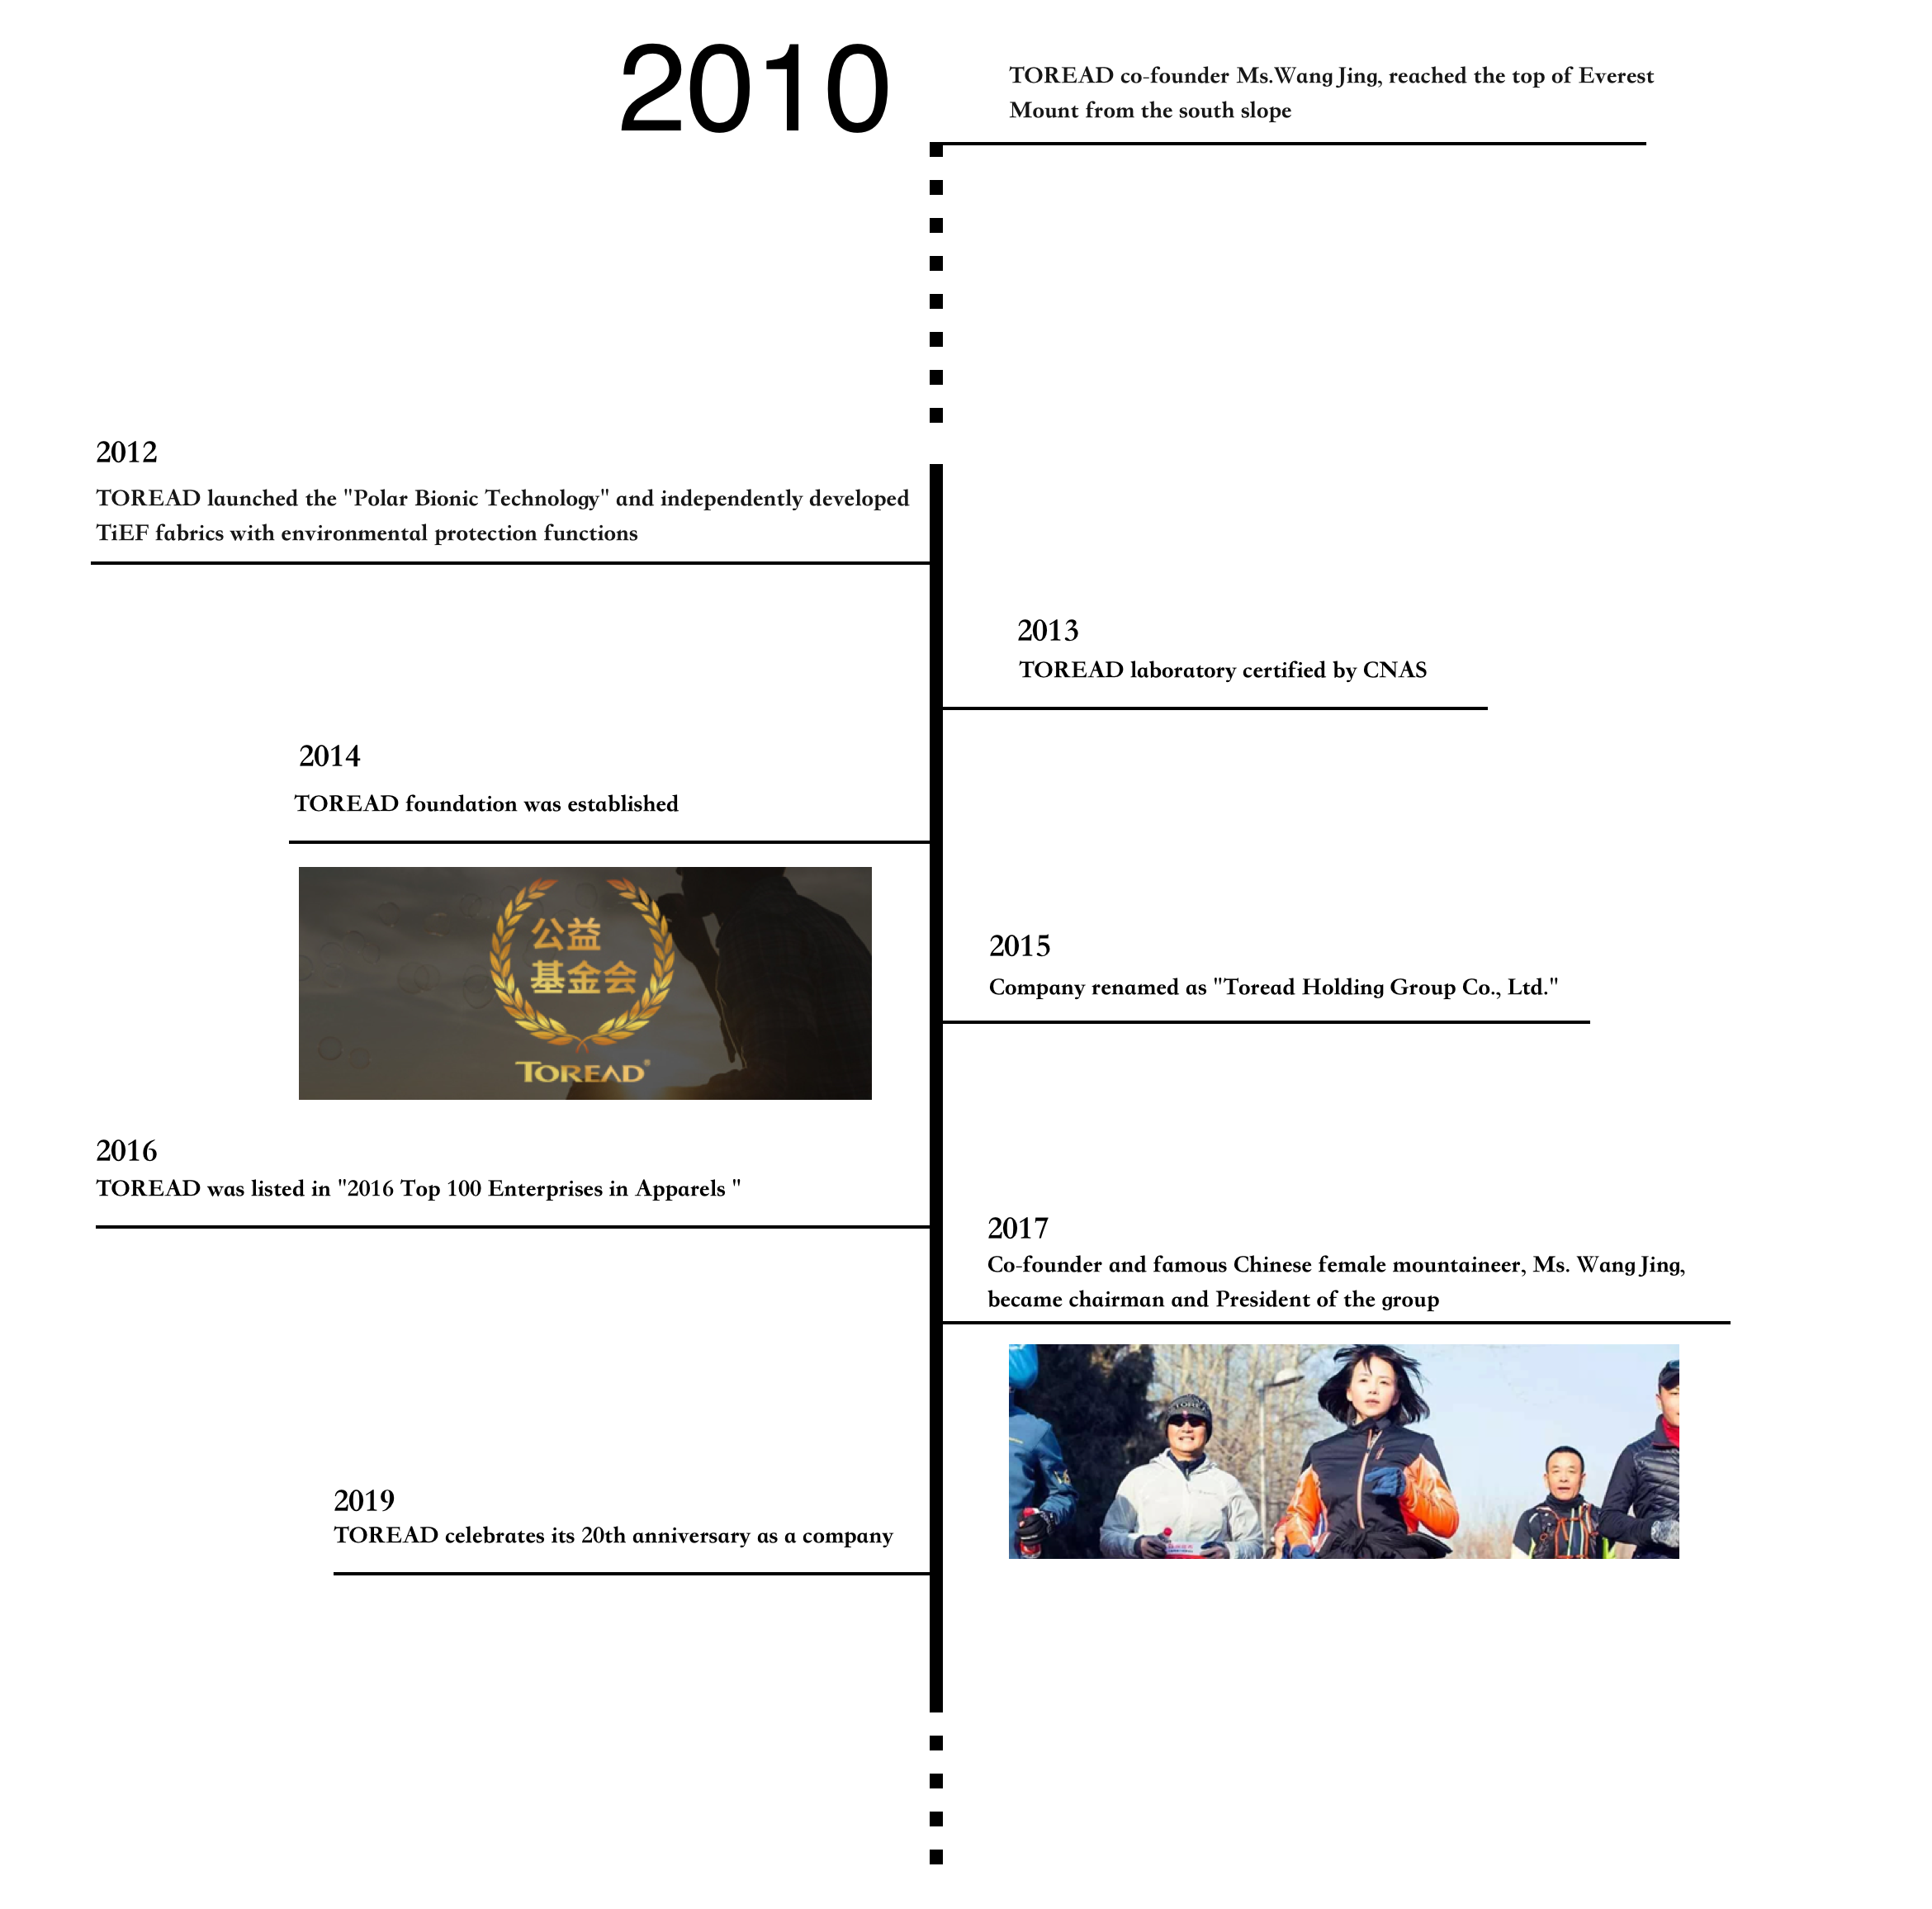 2010
TOREAD co-founder Ms.Wang Jing, reached the top of Everest
Mount from the south slope
2012
TOREAD launched the "Polar Bionic Technology" and independently developed
TiEF fabrics with environmental protection functions
2013
TOREAD laboratory certified by CNAS
2014
TOREAD foundation was established
公益
基金会
TOREAD®
2015
Company renamed as "Toread Holding Group Co., Ltd."
2016
TOREAD was listed in "2016 Top 100 Enterprises in Apparels "
2017
Co-founder and famous Chinese female mountaineer, Ms. Wang Jing,
became chairman and President of the group
2019
TOREAD celebrates its 20th anniversary as a company